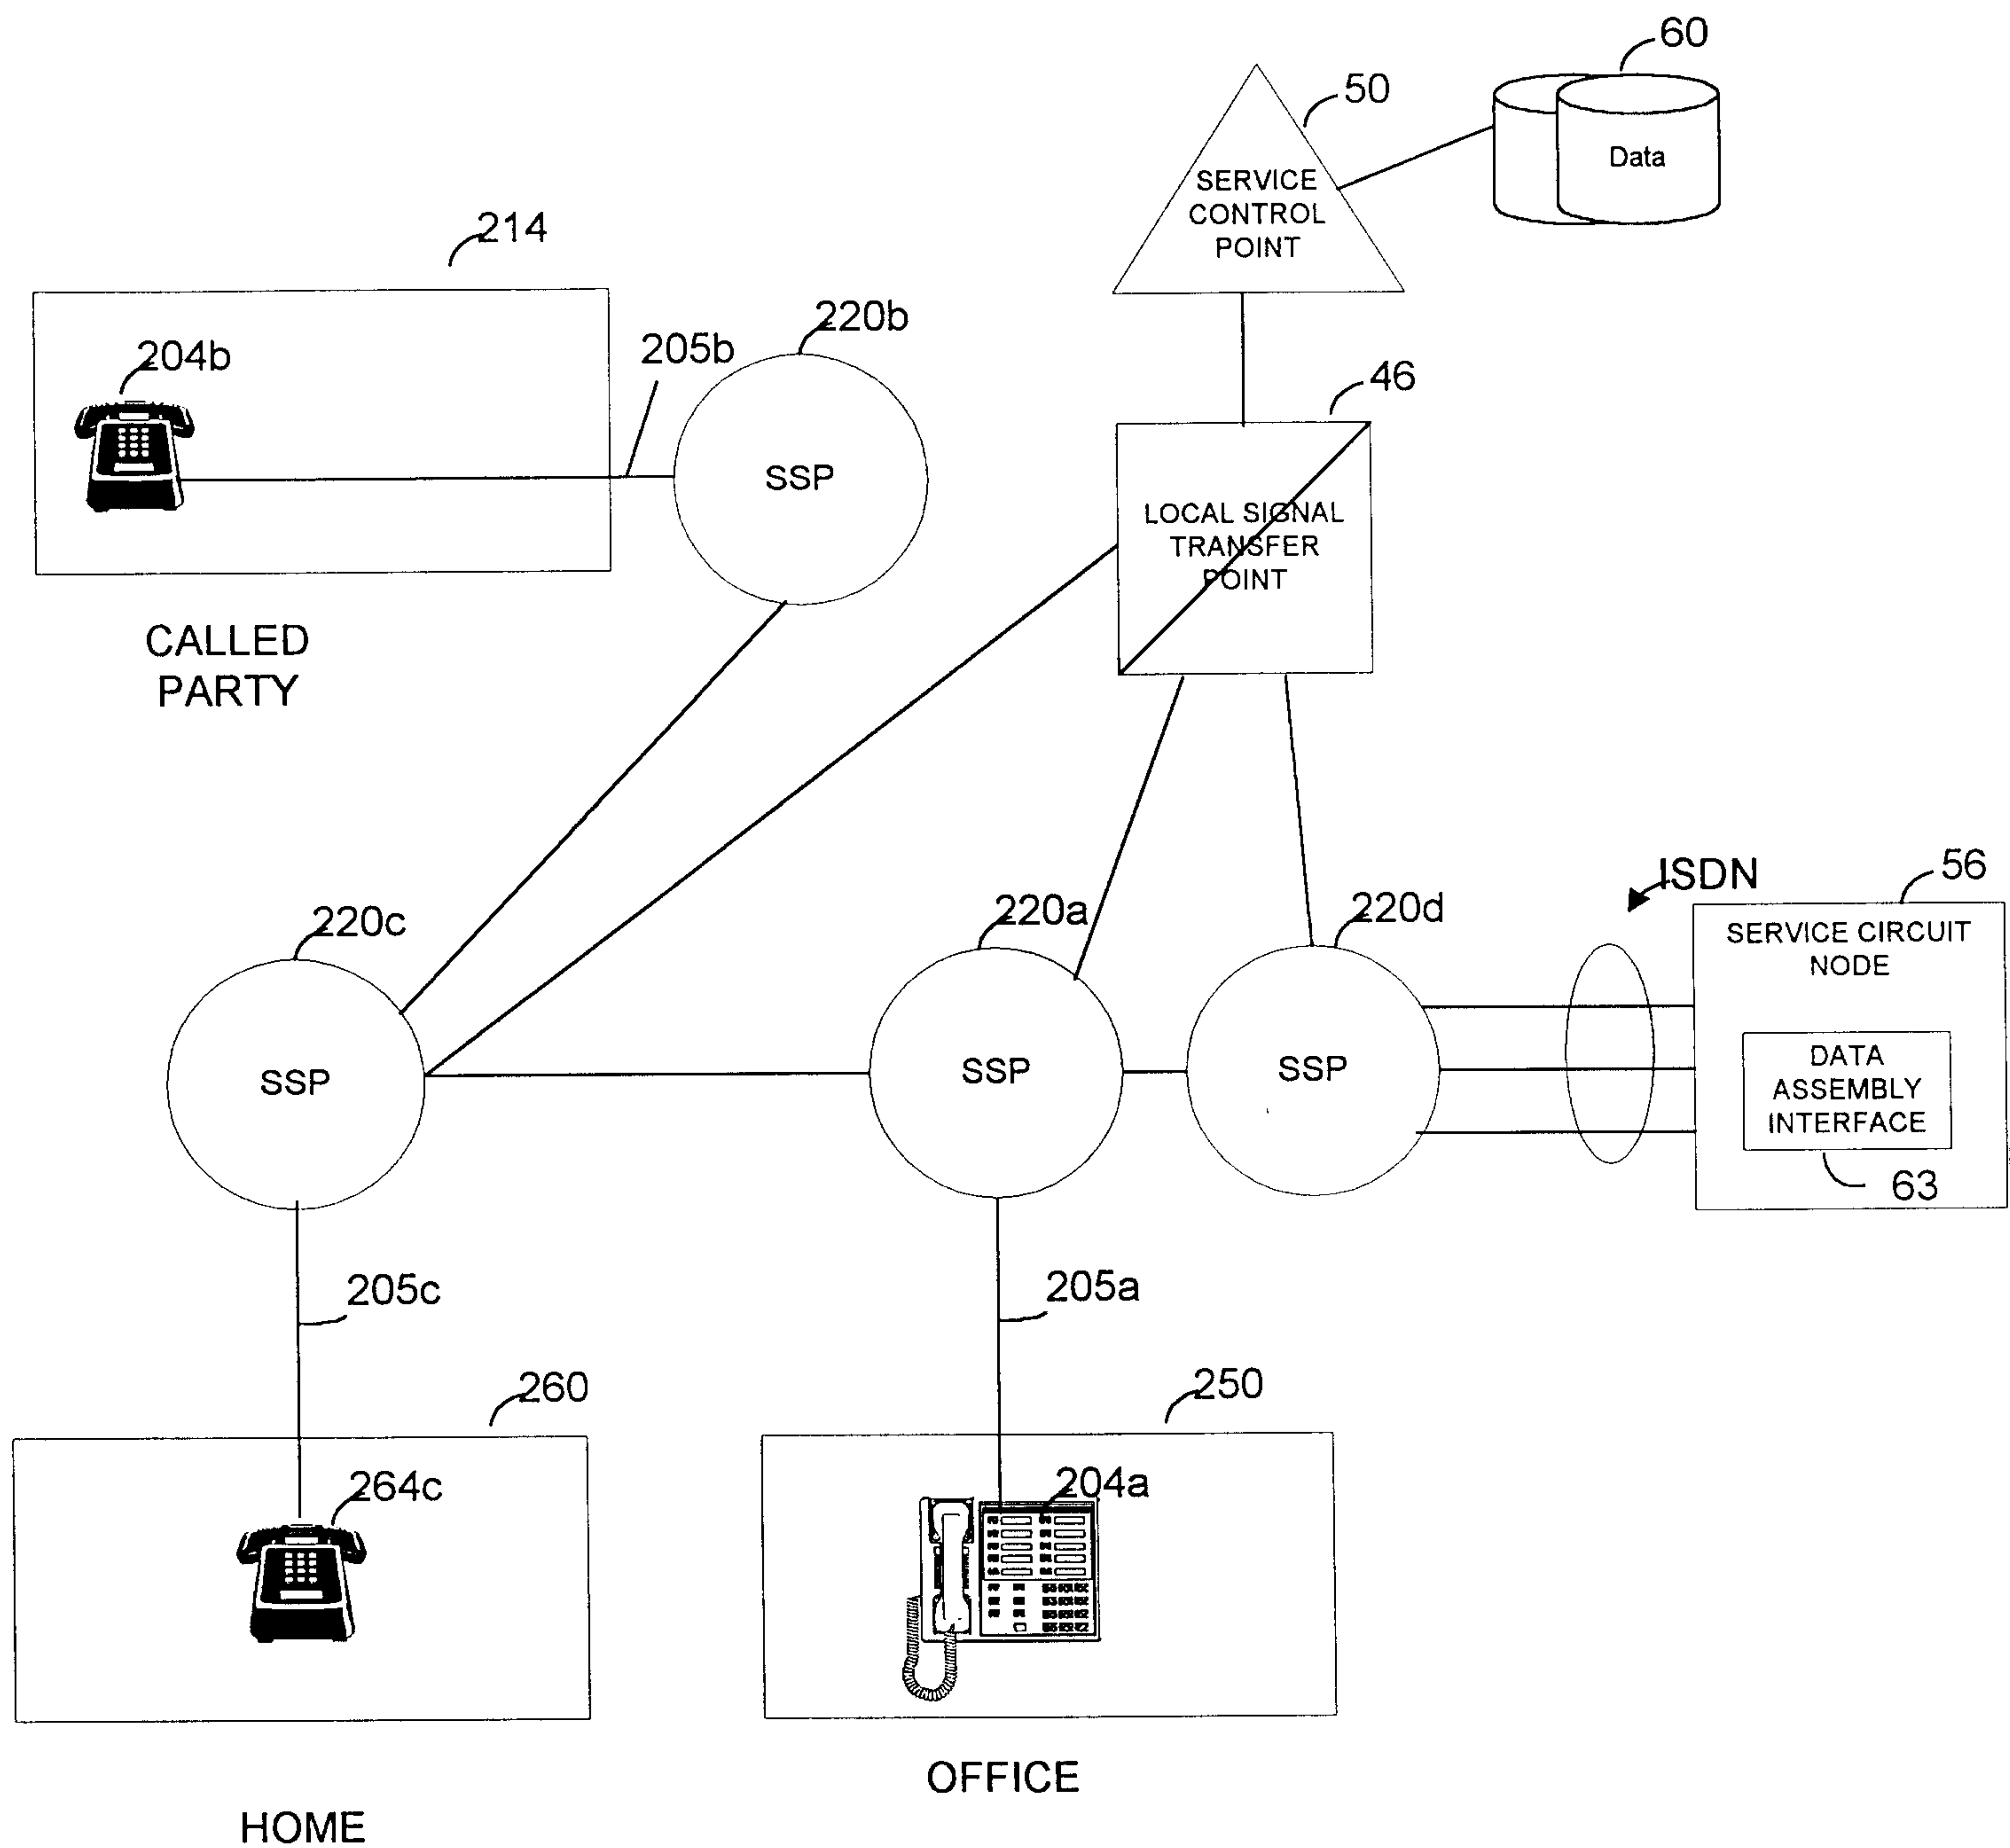 60
50
Data
SERVICE
CONTROL
POINT
214
220b
205b
204b
46
SSP
LOCAL SIGNAL
TRANSFER
POINT
CALLED
PARTY
ISDN
56
220c
220a
220d
SERVICE CIRCUIT
NODE
SSP
SSP
SSP
DATA
ASSEMBLY
INTERFACE
63
205c
205a
260
250
264c
204a
OFFICE
HOME